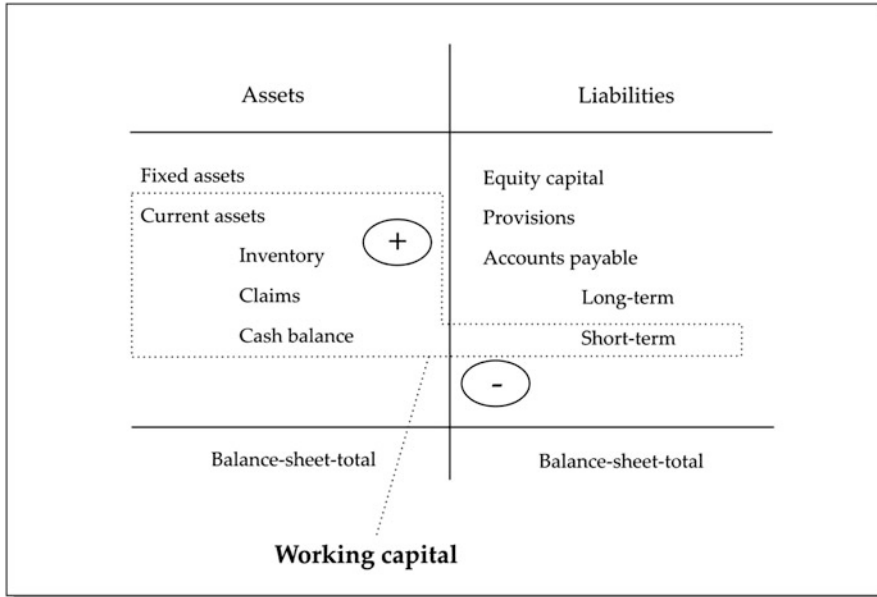 Assets
Liabilities
Fixed assets
Current assets
Inventory
Claims
Cash balance
+
Equity capital
Provisions
Accounts payable
Long-term
Short-term
-
Balance-sheet-total
Balance-sheet-total
Working capital